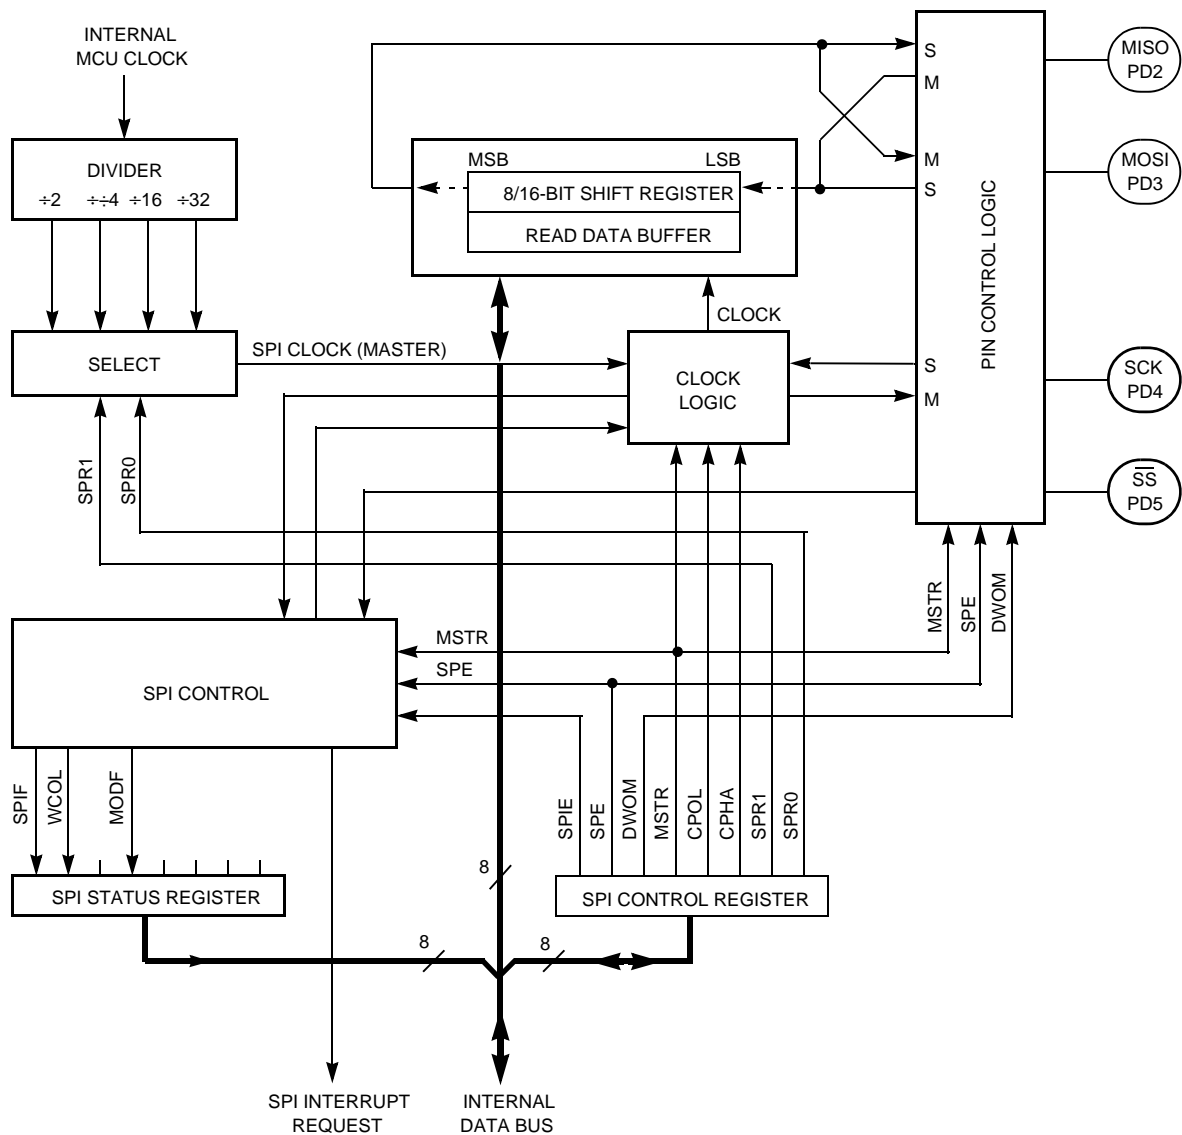 INTERNAL
MCU CLOCK
DIVIDER
÷2 ÷÷4 ÷16 ÷32
SELECT
SPI CLOCK (MASTER)
SPR1
SPR0
MSB LSB
8/16-BIT SHIFT REGISTER
READ DATA BUFFER
CLOCK
CLOCK
LOGIC
S
M
M
S
S
M
PIN CONTROL LOGIC
MISO
PD2
MOSI
PD3
SCK
PD4
SS
PD5
MSTR
SPE
DWOM
MSTR
SPE
SPI CONTROL
SPIF
WCOL
MODF
SPI STATUS REGISTER
SPIE
SPE
DWOM
MSTR
CPOL
CPHA
SPR1
SPR0
SPI CONTROL REGISTER
8
8
8
SPI INTERRUPT
REQUEST
INTERNAL
DATA BUS